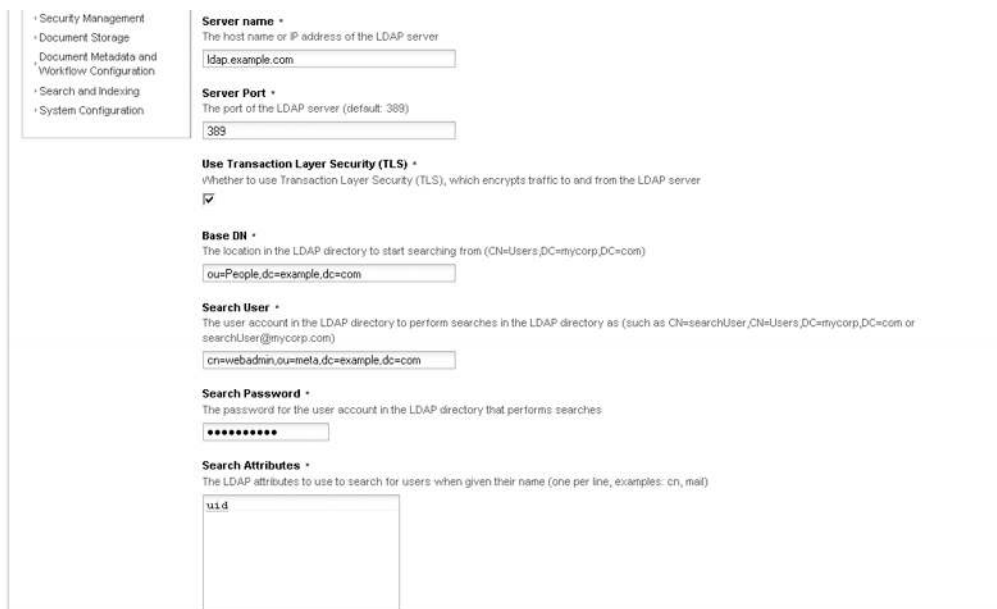 Security Management
Document Storage
Document Metadata and
Workflow Configuration
Search and Indexing
System Configuration
Server name
The host name or IP address of the LDAP server
ldap.example.com
Server Port
The port of the LDAP server (default: 389)
389
Use Transaction Layer Security (TLS)
Whether to use Transaction Layer Security (TLS), which encrypts traffic to and from the LDAP server
Base DN
The location in the LDAP directory to start searching from (CN=Users,DC=mycorp,DC=com)
ou=People,dc=example,dc=com
Search User
The user account in the LDAP directory to perform searches in the LDAP directory as (such as CN=searchUser,CN=Users,DC=mycorp,DC=com or
searchUser@mycorp.com)
cn=webadmin,ou=meta,dc=example,dc=com
Search Password
The password for the user account in the LDAP directory that performs searches
●●●●●●●●●●
Search Attributes
The LDAP attributes to use to search for users when given their name (one per line, examples: cn, mail)
uid